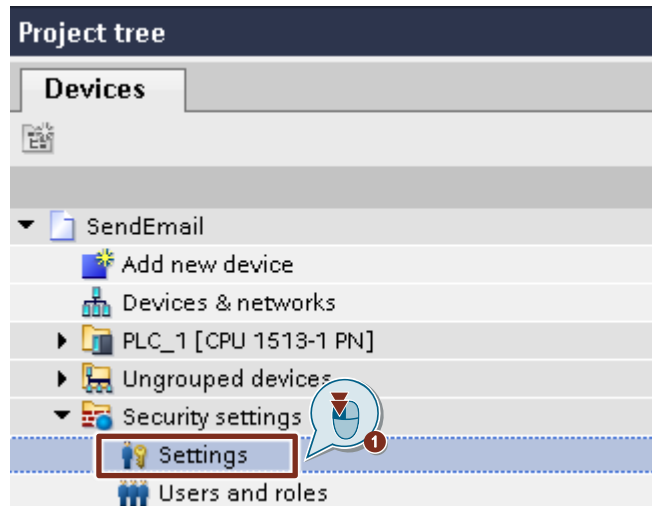 Project tree
Devices
SendEmail
Add new device
Devices & networks
PLC_1 [CPU 1513-1 PN]
Ungrouped devices
Security settings
1
Settings
Users and roles